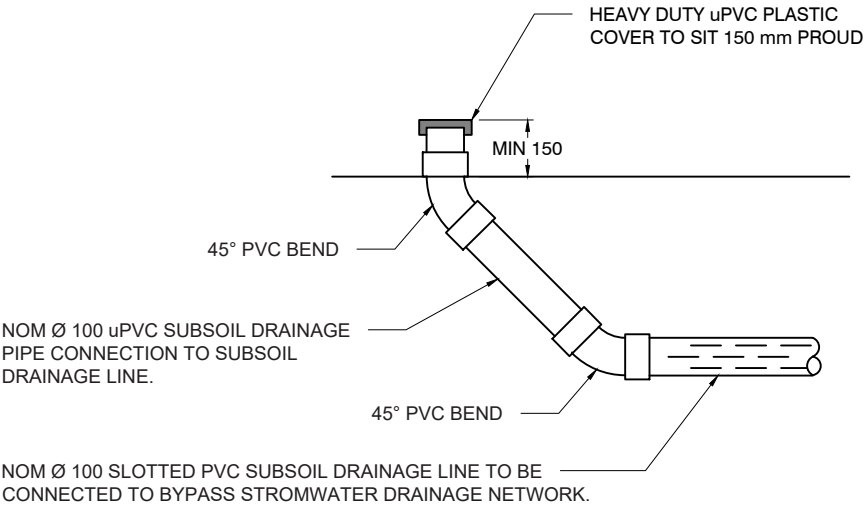 HEAVY DUTY uPVC PLASTIC
COVER TO SIT 150 mm PROUD
MIN 150
45° PVC BEND
NOM Ø 100 uPVC SUBSOIL DRAINAGE
PIPE CONNECTION TO SUBSOIL
DRAINAGE LINE.
45° PVC BEND
NOM Ø 100 SLOTTED PVC SUBSOIL DRAINAGE LINE TO BE
CONNECTED TO BYPASS STROMWATER DRAINAGE NETWORK.